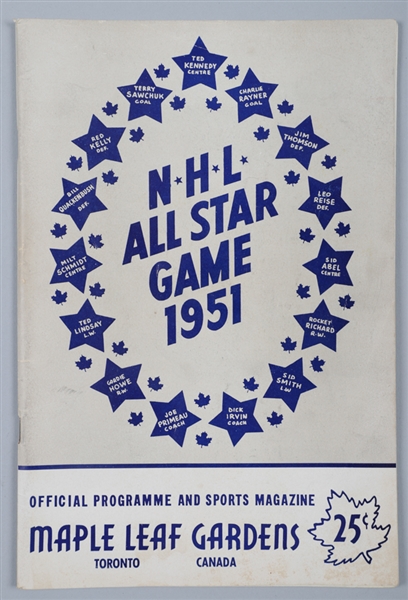 TED
KENNEDY
CENTRE
CHARLIE
RAYNER
GOAL
JIM
THOMSON
DEF.
LEO
REISE
DEF.
SID
ABEL
CENTRE
ROCKET
RICHARD
R.W.
SID
SMITH
LW
DICK
IRVIN
COACH
JOE
PRIMEAU
COACH
GORDIE
HOWE
RW
TED
LINDSAY
L.W.
MILT
SCHMIDT
CENTRE
BILL
QUACKENBUSH
DEF.
RED
KELLY
DEF.
TERRY
SAWCHUK
GOAL
N·H·L·
ALL STAR
GAME
1951
OFFICIAL PROGRAMME AND SPORTS MAGAZINE
MAPLE LEAF GARDENS
TORONTO CANADA
25¢